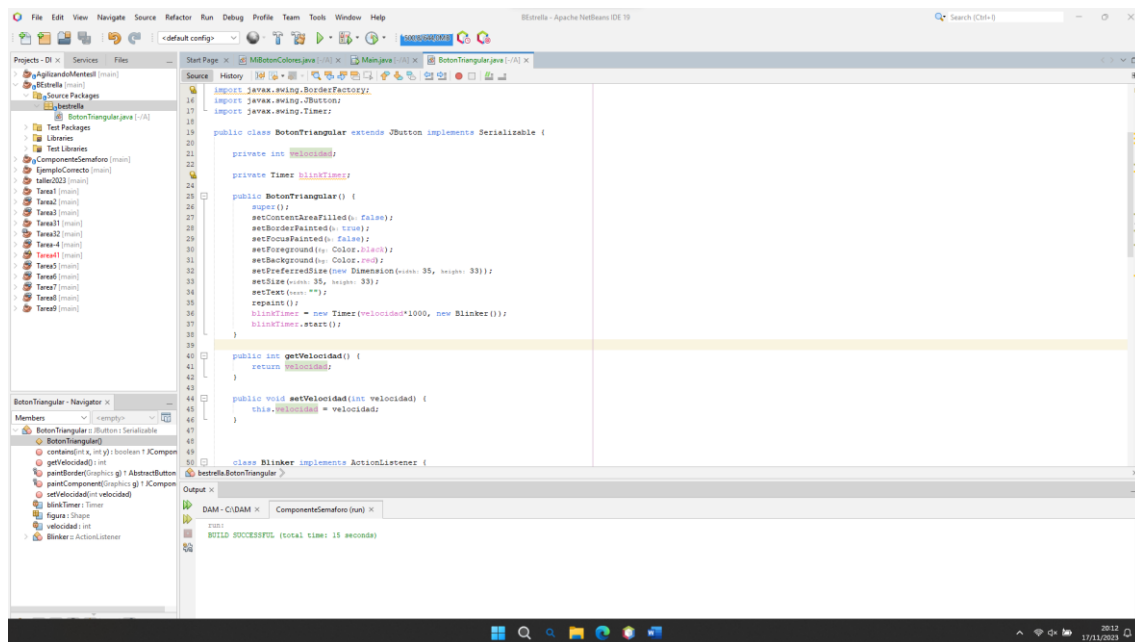 File Edit View Navigate Source Refactor Run Debug Profile Team Tools Window Help
BEstrella - Apache NetBeans IDE 19
Search (Ctrl+I)
<default config>
Projects - DI × Services Files
Start Page × MiBotonColores.java [-/A] × Main.java [-/A] × BotonTriangular.java [-/A] ×
Source History
AgilizandoMentesII [main]
BEstrella [main]
Source Packages
bestrella
BotonTriangular.java [-/A]
Test Packages
Libraries
Test Libraries
ComponenteSemaforo [main]
EjemploCorrecto [main]
taller2023 [main]
Tarea1 [main]
Tarea2 [main]
Tarea3 [main]
Tarea31 [main]
Tarea32 [main]
Tarea-4 [main]
Tarea41 [main]
Tarea5 [main]
Tarea6 [main]
Tarea7 [main]
Tarea8 [main]
Tarea9 [main]
import javax.swing.BorderFactory;
16 import javax.swing.JButton;
17 import javax.swing.Timer;
18
19 public class BotonTriangular extends JButton implements Serializable {
20
21 private int velocidad;
22
private Timer blinkTimer;
24
25 public BotonTriangular() {
26 super();
27 setContentAreaFilled(b: false);
28 setBorderPainted(b: true);
29 setFocusPainted(b: false);
30 setForeground(fg: Color.black);
31 setBackground(bg: Color.red);
32 setPreferredSize(new Dimension(width: 35, height: 33));
33 setSize(width: 35, height: 33);
34 setText(text: "");
35 repaint();
36 blinkTimer = new Timer(velocidad*1000, new Blinker());
37 blinkTimer.start();
38 }
39
40 public int getVelocidad() {
41 return velocidad;
42 }
43
44 public void setVelocidad(int velocidad) {
45 this.velocidad = velocidad;
46 }
47
48
49
50 class Blinker implements ActionListener {
bestrella.BotonTriangular
BotonTriangular - Navigator ×
Members <empty>
BotonTriangular :: JButton : Serializable
BotonTriangular()
contains(int x, int y) : boolean ↑ JCompon
getVelocidad() : int
paintBorder(Graphics g) ↑ AbstractButton
paintComponent(Graphics g) ↑ JCompon
setVelocidad(int velocidad)
blinkTimer : Timer
figura : Shape
velocidad : int
Blinker :: ActionListener
Output ×
DAM - C:\DAM × ComponenteSemaforo (run) ×
run:
BUILD SUCCESSFUL (total time: 15 seconds)
20:12
17/11/2023